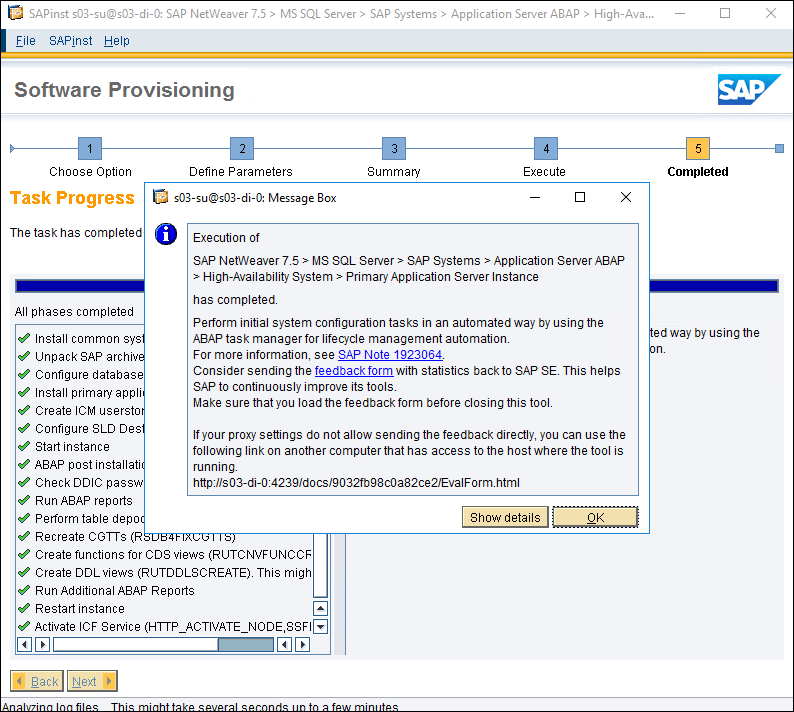 SAPinst s03-su@s03-di-0: SAP NetWeaver 7.5 > MS SQL Server > SAP Systems > Application Server ABAP > High-Ava...
File SAPinst Help
Software Provisioning
SAP
1 2 3 4 5
Choose Option Define Parameters Summary Execute Completed
Task Progress
The task has completed
s03-su@s03-di-0: Message Box
Execution of
SAP NetWeaver 7.5 > MS SQL Server > SAP Systems > Application Server ABAP
> High-Availability System > Primary Application Server Instance
has completed.
Perform initial system configuration tasks in an automated way by using the
ABAP task manager for lifecycle management automation.
For more information, see SAP Note 1923064.
Consider sending the feedback form with statistics back to SAP SE. This helps
SAP to continuously improve its tools.
Make sure that you load the feedback form before closing this tool.
If your proxy settings do not allow sending the feedback directly, you can use the
following link on another computer that has access to the host where the tool is
running.
http://s03-di-0:4239/docs/9032fb98c0a82ce2/EvalForm.html
Show details OK
ted way by using the
on.
All phases completed
Install common sys
Unpack SAP archive
Configure database
Install primary appli
Create ICM userstor
Configure SLD Dest
Start instance
ABAP post installatio
Check DDIC passw
Run ABAP reports
Perform table depoo
Recreate CGTTs (RSDB4FIXCGTTS)
Create functions for CDS views (RUTCNVFUNCCR
Create DDL views (RUTDDLSCREATE). This migh
Run Additional ABAP Reports
Restart instance
Activate ICF Service (HTTP_ACTIVATE_NODE,SSFI
Back Next
Analyzing log files. This might take several seconds up to a few minutes